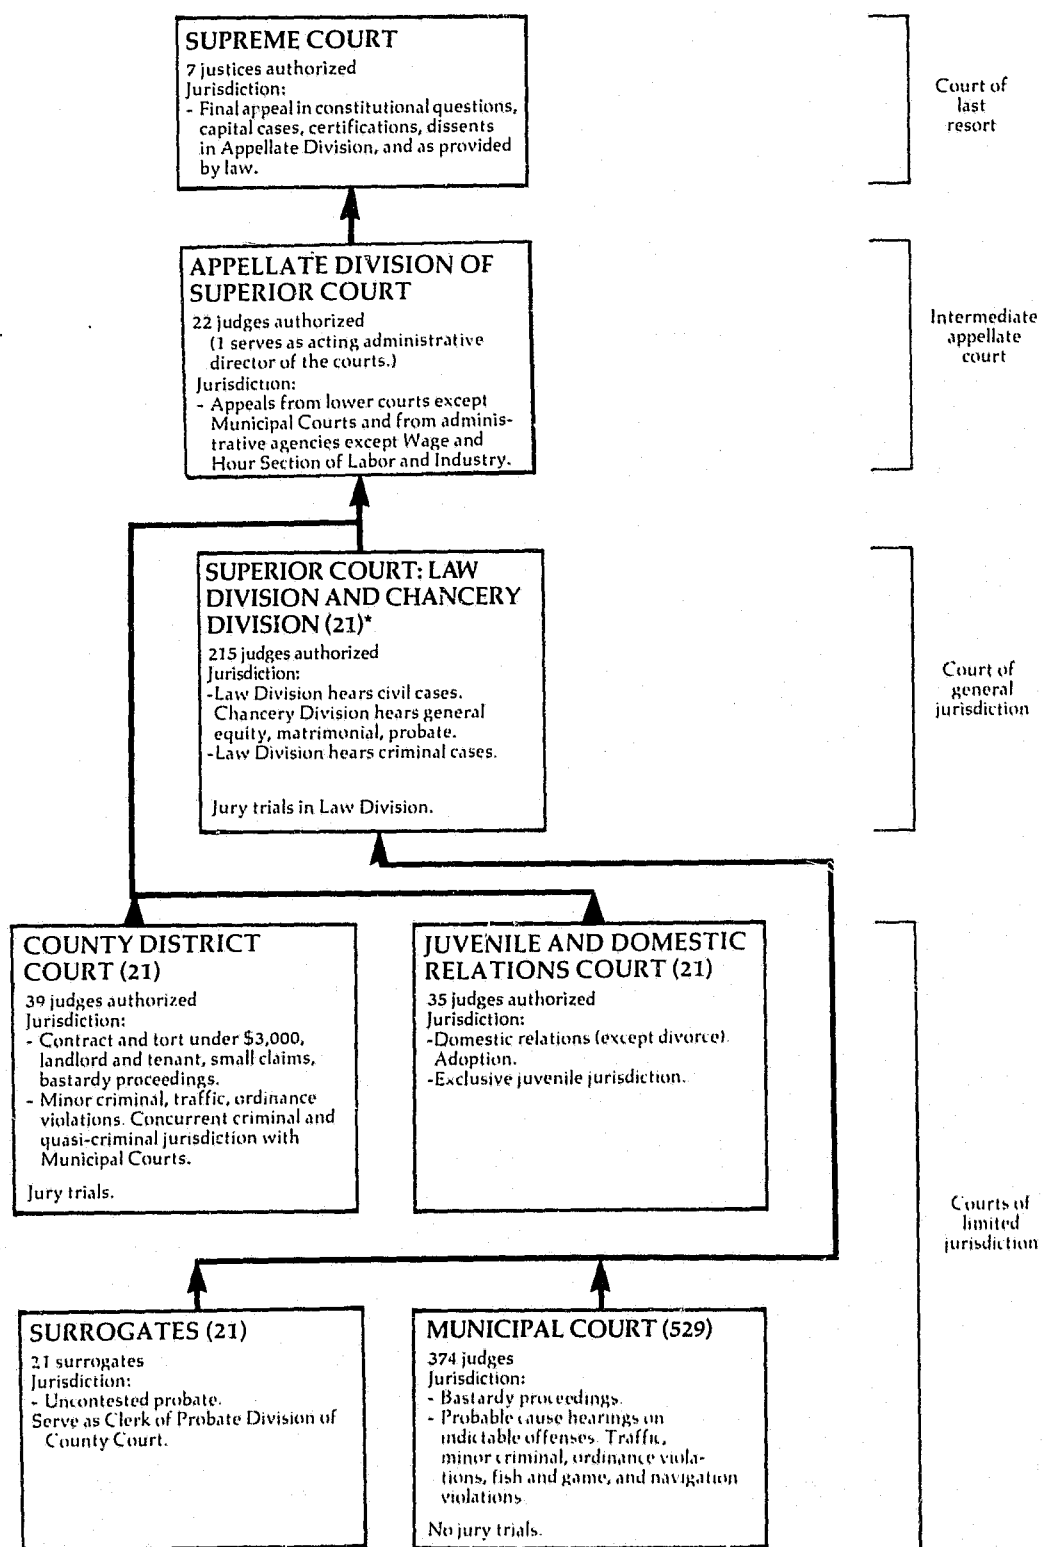 SUPREME COURT
7 justices authorized
Jurisdiction:
- Final appeal in constitutional questions,
capital cases, certifications, dissents
in Appellate Division, and as provided
by law.
Court of
last
resort
APPELLATE DIVISION OF
SUPERIOR COURT
22 judges authorized
(1 serves as acting administrative
director of the courts.)
Jurisdiction:
- Appeals from lower courts except
Municipal Courts and from adminis-
trative agencies except Wage and
Hour Section of Labor and Industry.
Intermediate
appellate
court
SUPERIOR COURT: LAW
DIVISION AND CHANCERY
DIVISION (21)*
215 judges authorized
Jurisdiction:
-Law Division hears civil cases.
Chancery Division hears general
equity, matrimonial, probate.
-Law Division hears criminal cases.
Jury trials in Law Division.
Court of
general
jurisdiction
COUNTY DISTRICT
COURT (21)
39 judges authorized
Jurisdiction:
- Contract and tort under $3,000,
landlord and tenant, small claims,
bastardy proceedings.
- Minor criminal, traffic, ordinance
violations. Concurrent criminal and
quasi-criminal jurisdiction with
Municipal Courts.
Jury trials.
JUVENILE AND DOMESTIC
RELATIONS COURT (21)
35 judges authorized
Jurisdiction:
-Domestic relations (except divorce).
Adoption.
-Exclusive juvenile jurisdiction.
Courts of
limited
jurisdiction
SURROGATES (21)
21 surrogates
Jurisdiction:
- Uncontested probate.
Serve as Clerk of Probate Division of
County Court.
MUNICIPAL COURT (529)
374 judges
Jurisdiction:
- Bastardy proceedings.
- Probable cause hearings on
indictable offenses. Traffic,
minor criminal, ordinance viola-
tions, fish and game, and navigation
violations.
No jury trials.